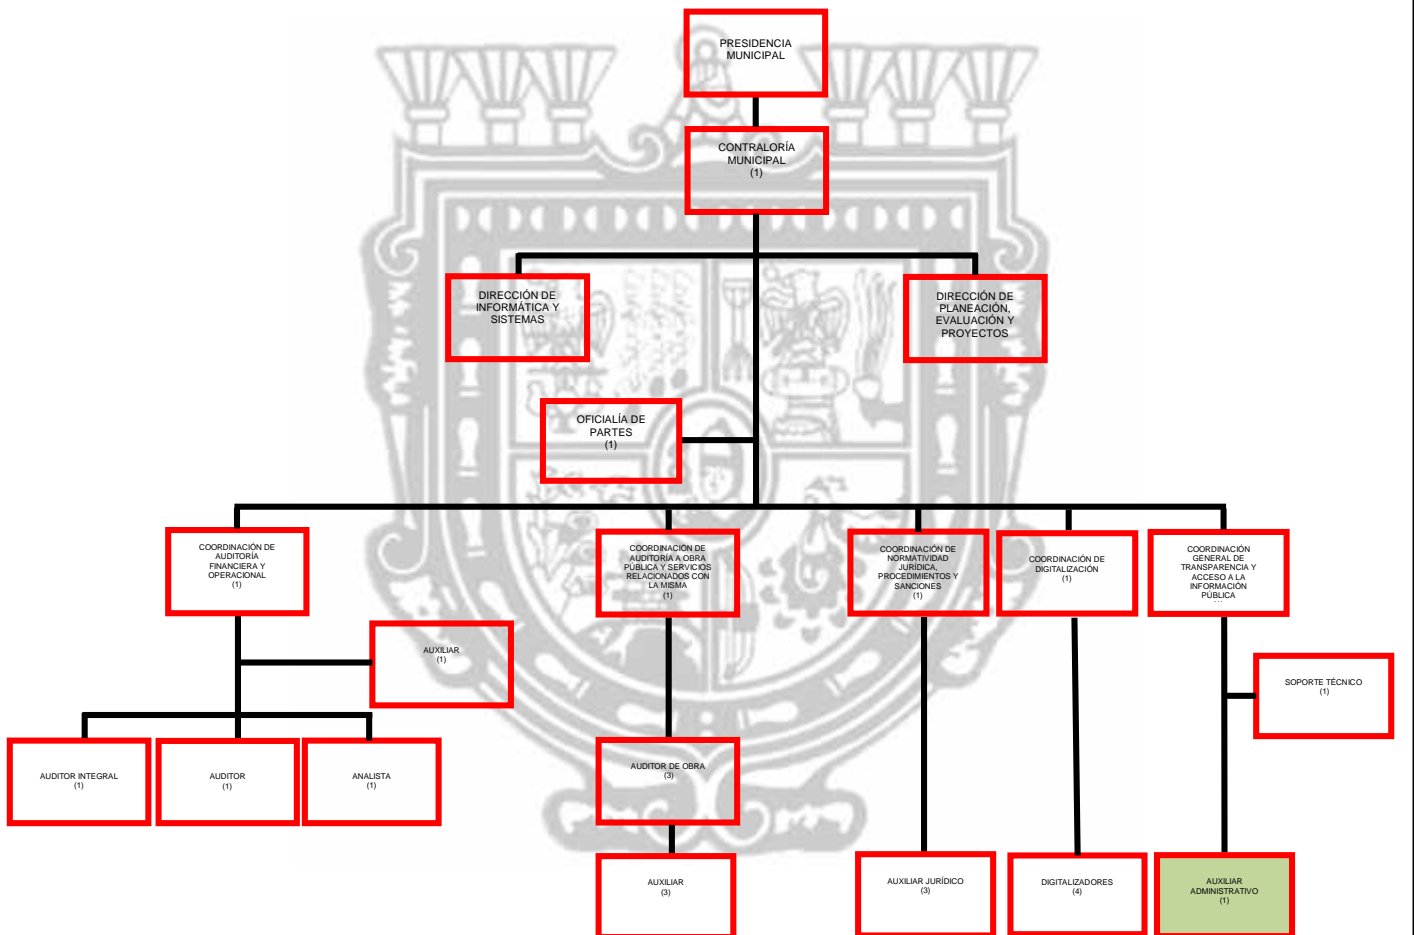 PRESIDENCIA
MUNICIPAL
CONTRALORÍA
MUNICIPAL
(1)
DIRECCIÓN DE
INFORMÁTICA Y
SISTEMAS
DIRECCIÓN DE
PLANEACIÓN,
EVALUACIÓN Y
PROYECTOS
OFICIALÍA DE
PARTES
(1)
COORDINACIÓN DE
AUDITORÍA
FINANCIERA Y
OPERACIONAL
(1)
COORDINACIÓN DE
AUDITORÍA A OBRA
PÚBLICA Y SERVICIOS
RELACIONADOS CON
LA MISMA
(1)
COORDINACIÓN DE
NORMATIVIDAD
JURÍDICA,
PROCEDIMIENTOS Y
SANCIONES
(1)
COORDINACIÓN DE
DIGITALIZACIÓN
(1)
COORDINACIÓN
GENERAL DE
TRANSPARENCIA Y
ACCESO A LA
INFORMACIÓN
PÚBLICA
AUXILIAR
(1)
SOPORTE TÉCNICO
(1)
AUDITOR INTEGRAL
(1)
AUDITOR
(1)
ANALISTA
(1)
AUDITOR DE OBRA
(3)
AUXILIAR
(3)
AUXILIAR JURÍDICO
(3)
DIGITALIZADORES
(4)
AUXILIAR
ADMINISTRATIVO
(1)